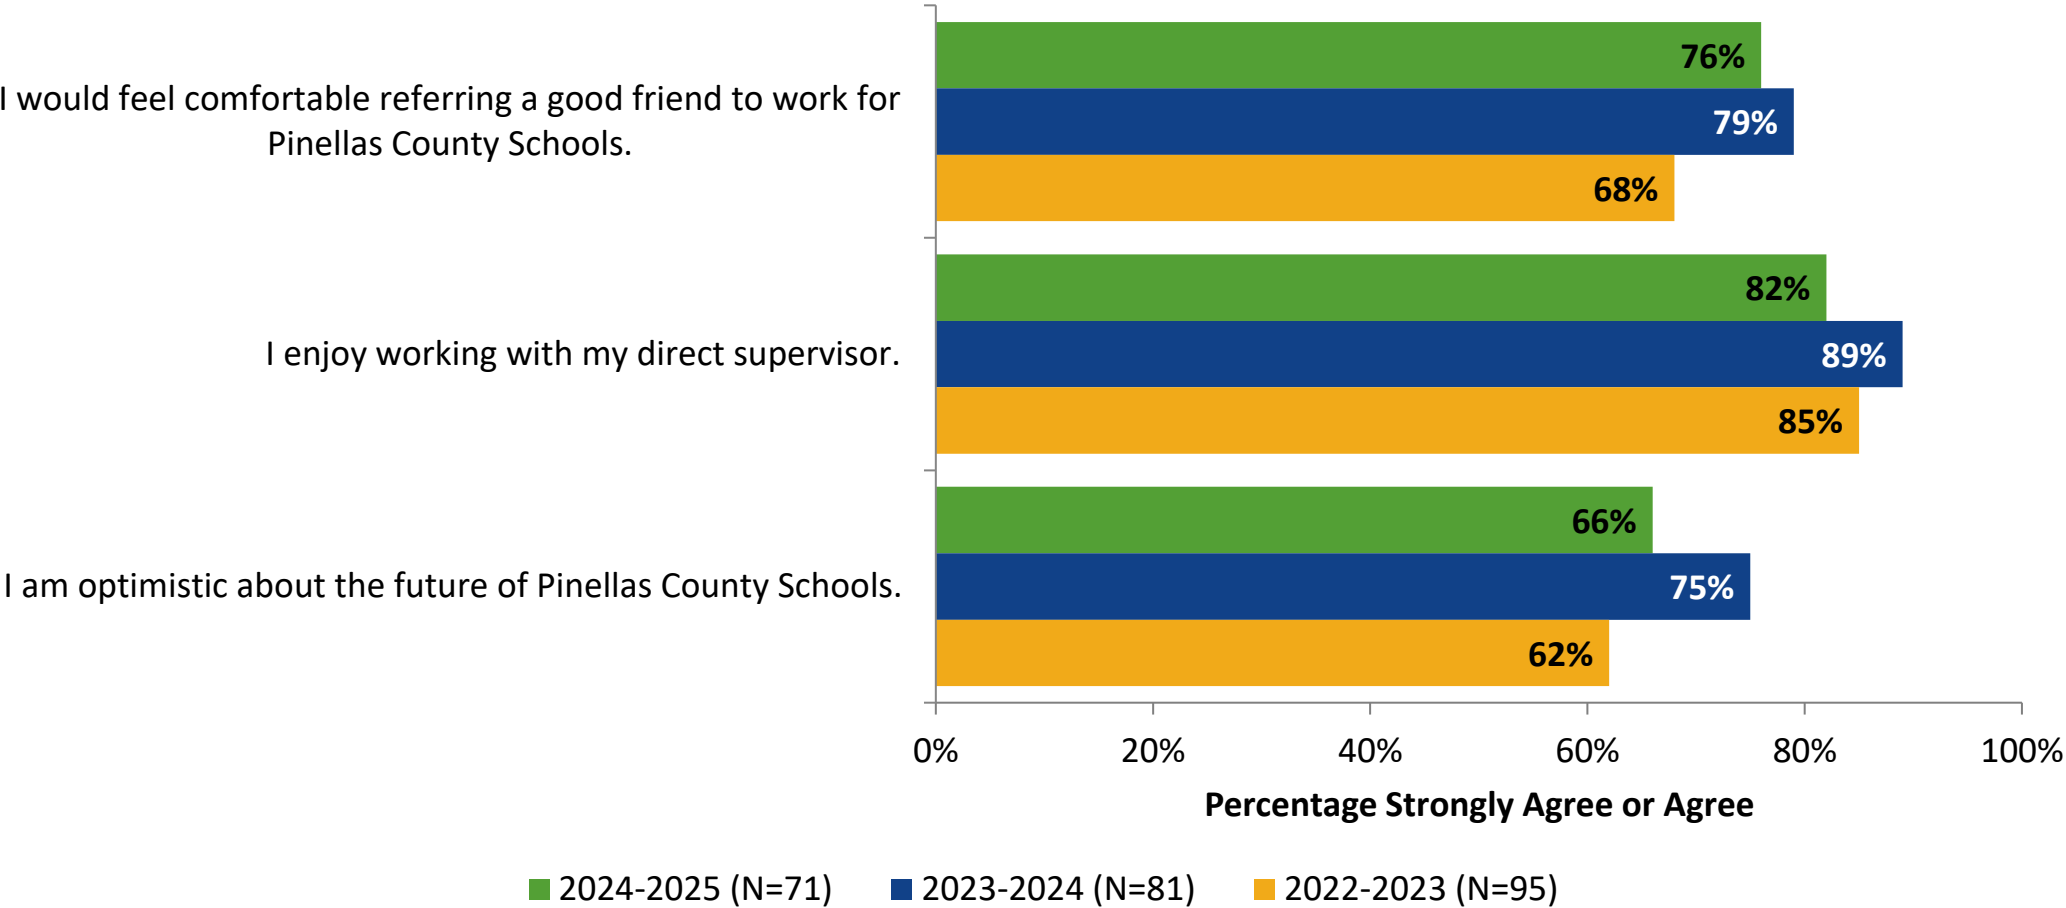 76%
I would feel comfortable referring a good friend to work for
79%
Pinellas County Schools.
68%
82%
I enjoy working with my direct supervisor.
89%
85%
66%
I am optimistic about the future of Pinellas County Schools.
75%
62%
0% 20% 40% 60% 80% 100%
Percentage Strongly Agree or Agree
2024-2025 (N=71) 2023-2024 (N=81) 2022-2023 (N=95)